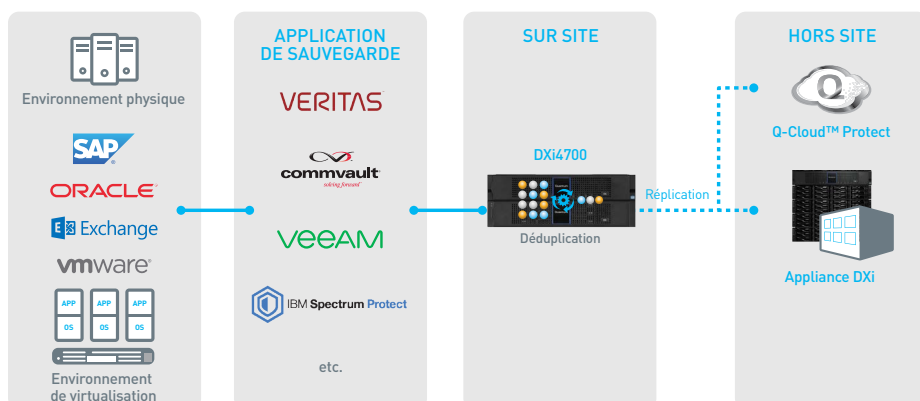 Environnement physique
SAP
ORACLE
Exchange
vmware
APP APP APP
OS OS OS
Environnement
de virtualisation
APPLICATION
DE SAUVEGARDE
VERITAS
commvault
solving forward
VEEAM
IBM Spectrum Protect
etc.
SUR SITE
DXi4700
Déduplication
Réplication
HORS SITE
Q
Q-Cloud™ Protect
Appliance DXi